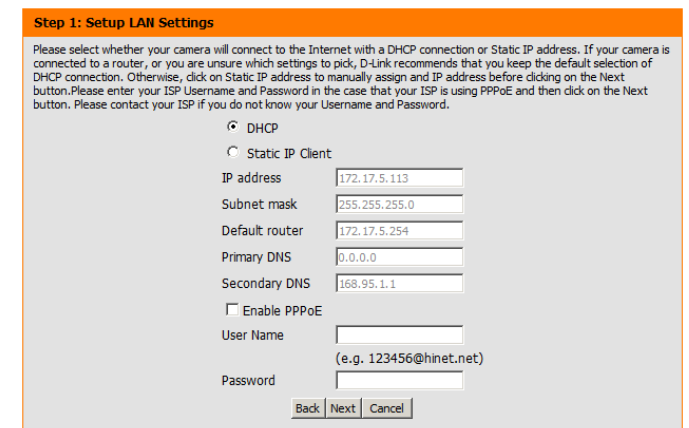 Step 1: Setup LAN Settings
Please select whether your camera will connect to the Internet with a DHCP connection or Static IP address. If your camera is
connected to a router, or you are unsure which settings to pick, D-Link recommends that you keep the default selection of
DHCP connection. Otherwise, click on Static IP address to manually assign and IP address before clicking on the Next
button.Please enter your ISP Username and Password in the case that your ISP is using PPPoE and then click on the Next
button. Please contact your ISP if you do not know your Username and Password.
DHCP
Static IP Client
IP address 172.17.5.113
Subnet mask 255.255.255.0
Default router 172.17.5.254
Primary DNS 0.0.0.0
Secondary DNS 168.95.1.1
Enable PPPoE
User Name
(e.g. 123456@hinet.net)
Password
Back Next Cancel